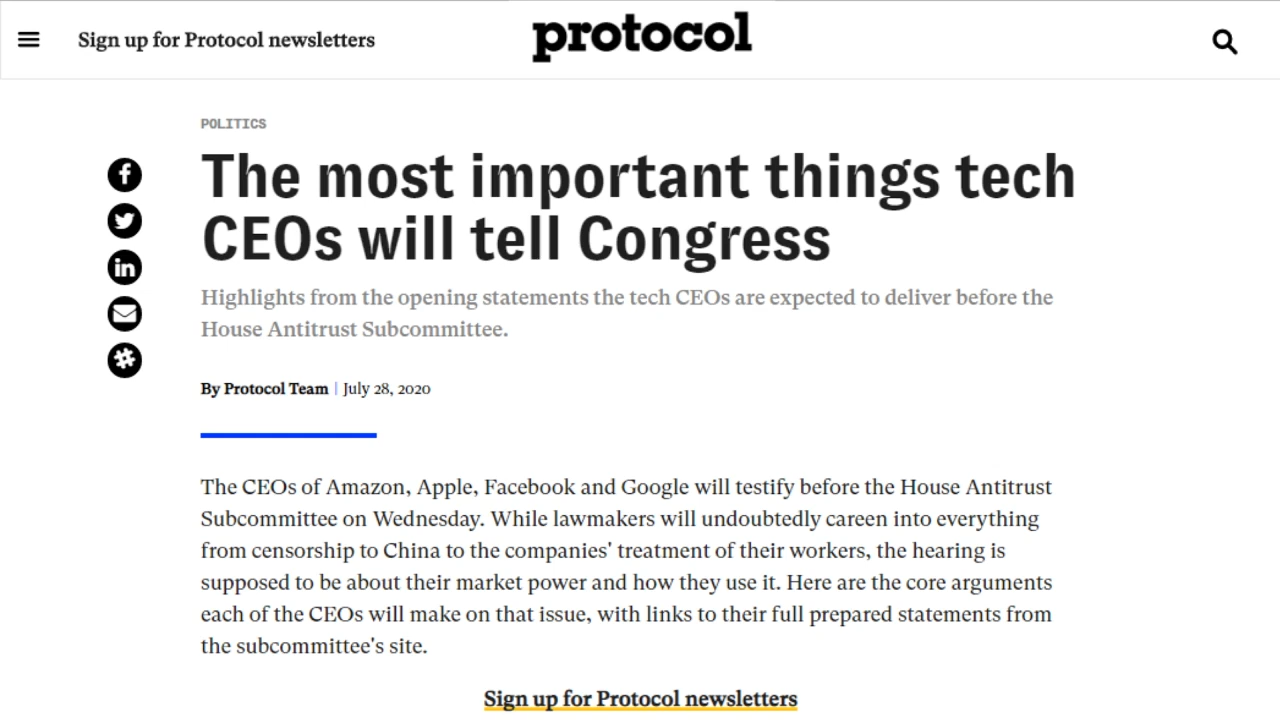 Sign up for Protocol newsletters
protocol
POLITICS
The most important things tech
CEOs will tell Congress
Highlights from the opening statements the tech CEOs are expected to deliver before the
House Antitrust Subcommittee.
By Protocol Team | July 28, 2020
The CEOs of Amazon, Apple, Facebook and Google will testify before the House Antitrust
Subcommittee on Wednesday. While lawmakers will undoubtedly careen into everything
from censorship to China to the companies' treatment of their workers, the hearing is
supposed to be about their market power and how they use it. Here are the core arguments
each of the CEOs will make on that issue, with links to their full prepared statements from
the subcommittee's site.
Sign up for Protocol newsletters